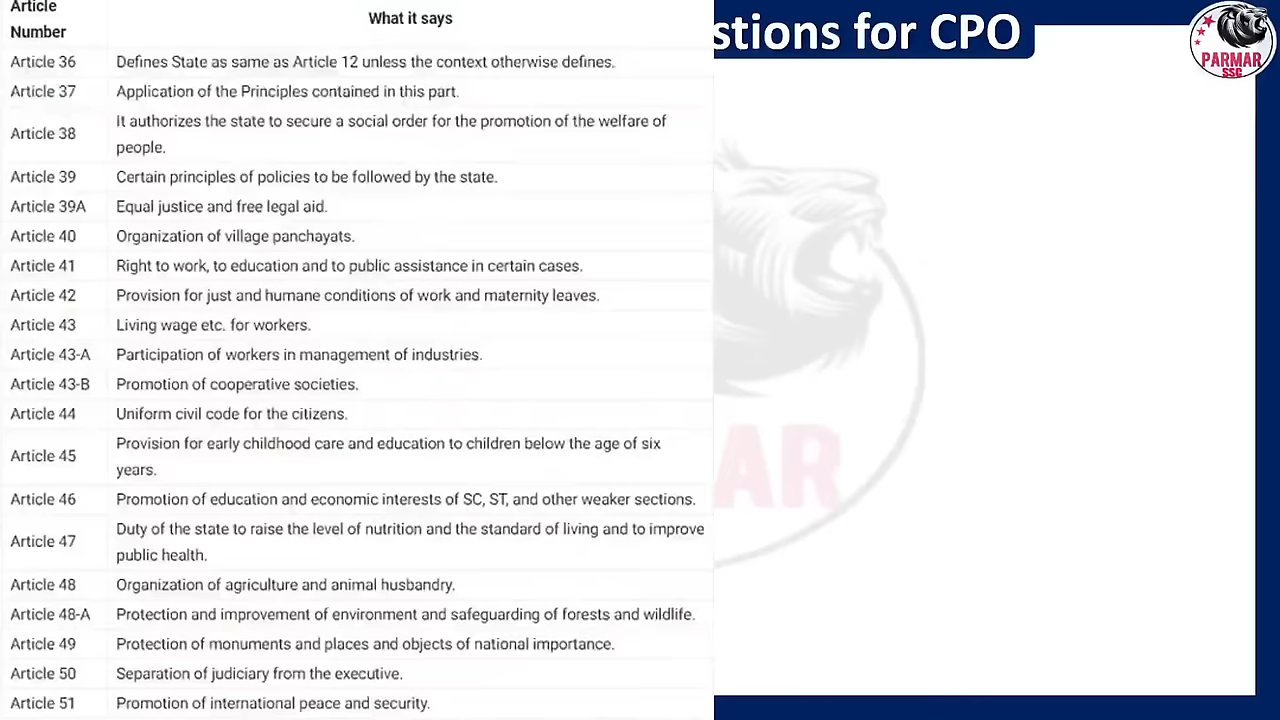 Article
Number
What it says
stions for CPO
PARMAR
SSC
Article 36
Defines State as same as Article 12 unless the context otherwise defines.
Article 37
Application of the Principles contained in this part.
Article 38
It authorizes the state to secure a social order for the promotion of the welfare of
people.
Article 39
Certain principles of policies to be followed by the state.
Article 39A
Equal justice and free legal aid.
Article 40
Organization of village panchayats.
Article 41
Right to work, to education and to public assistance in certain cases.
Article 42
Provision for just and humane conditions of work and maternity leaves.
Article 43
Living wage etc. for workers.
Article 43-A
Participation of workers in management of industries.
Article 43-B
Promotion of cooperative societies.
Article 44
Uniform civil code for the citizens.
Article 45
Provision for early childhood care and education to children below the age of six
years.
Article 46
Promotion of education and economic interests of SC, ST, and other weaker sections.
Article 47
Duty of the state to raise the level of nutrition and the standard of living and to improve
public health.
Article 48
Organization of agriculture and animal husbandry.
Article 48-A
Protection and improvement of environment and safeguarding of forests and wildlife.
Article 49
Protection of monuments and places and objects of national importance.
Article 50
Separation of judiciary from the executive.
Article 51
Promotion of international peace and security.
AR